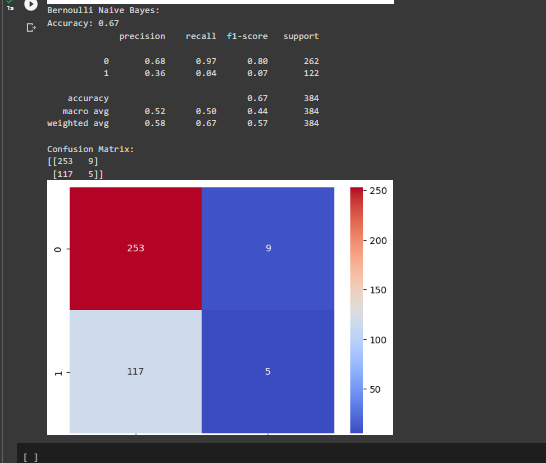 1s
Bernoulli Naive Bayes:
Accuracy: 0.67
precision recall f1-score support
0 0.68 0.97 0.80 262
1 0.36 0.04 0.07 122
accuracy 0.67 384
macro avg 0.52 0.50 0.44 384
weighted avg 0.58 0.67 0.57 384
Confusion Matrix:
[[253 9]
[117 5]]
250
0 253 9
200
150
100
1 117 5
50
[ ]